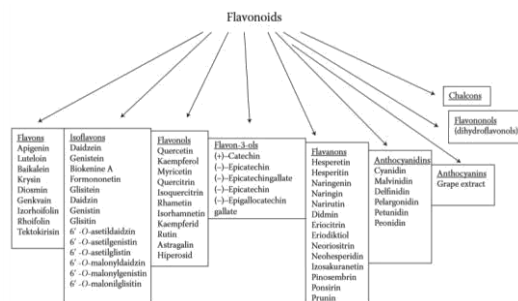 Flavonoids
Flavons
Apigenin
Luteolin
Baikalein
Krysin
Diosmin
Genkvain
Izorhoifolin
Rhoifolin
Tektokirisin
Isoflavons
Daidzein
Genistein
Biokenine A
Formononetin
Glisitein
Daidzin
Genistin
Glisitin
6′ -O-asetildaidzin
6′ -O-asetilgenistin
6′ -O-asetilglistin
6′ -O-malonyldaidzin
6′ -O-malonylgenistin
6′ -O-malonilglisitin
Flavonols
Quercetin
Kaempferol
Myricetin
Quercitrin
Isoquercitrin
Rhametin
Isorhamnetin
Kaempferid
Rutin
Astragalin
Hiperosid
Flavon-3-ols
(+)-Catechin
(–)-Epicatechin
(–)-Epicatechingallate
(–)-Epicatechin
(–)-Epigallocatechin
gallate
Flavanons
Hesperetin
Hesperitin
Naringenin
Naringin
Narirutin
Didmin
Eriocitrin
Eriodiktiol
Neoriositrin
Neohesperidin
Izosakuranetin
Pinosembrin
Ponsirin
Prunin
Anthocyanidins
Cyanidin
Malvinidin
Delfinidin
Pelargonidin
Petunidin
Peonidin
Chalcons
Flavononols
(dihydroflavonols)
Anthocyanins
Grape extract